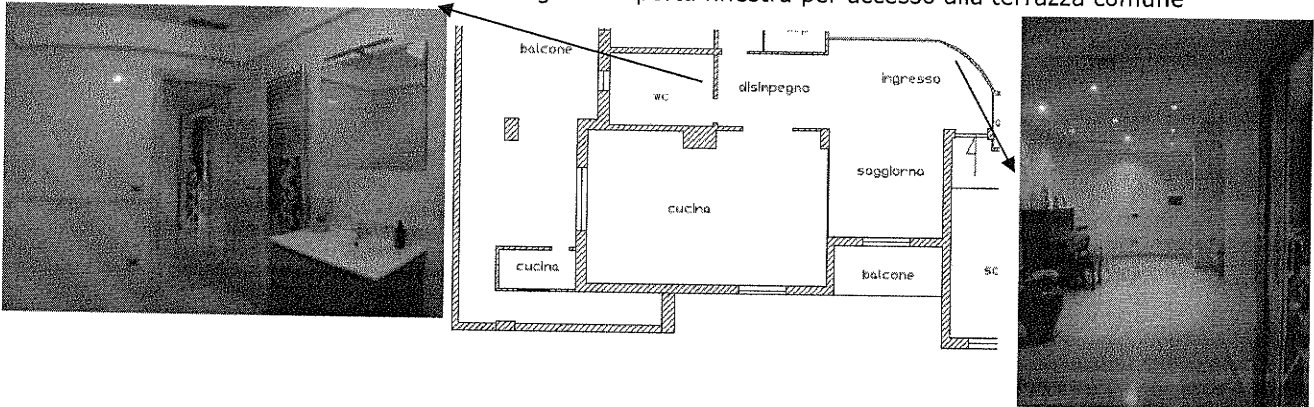 porta finestra per accesso alla terrazza comune
balcone
wc
disimpegno
ingresso
soggiorno
cucina
cucina
balcone